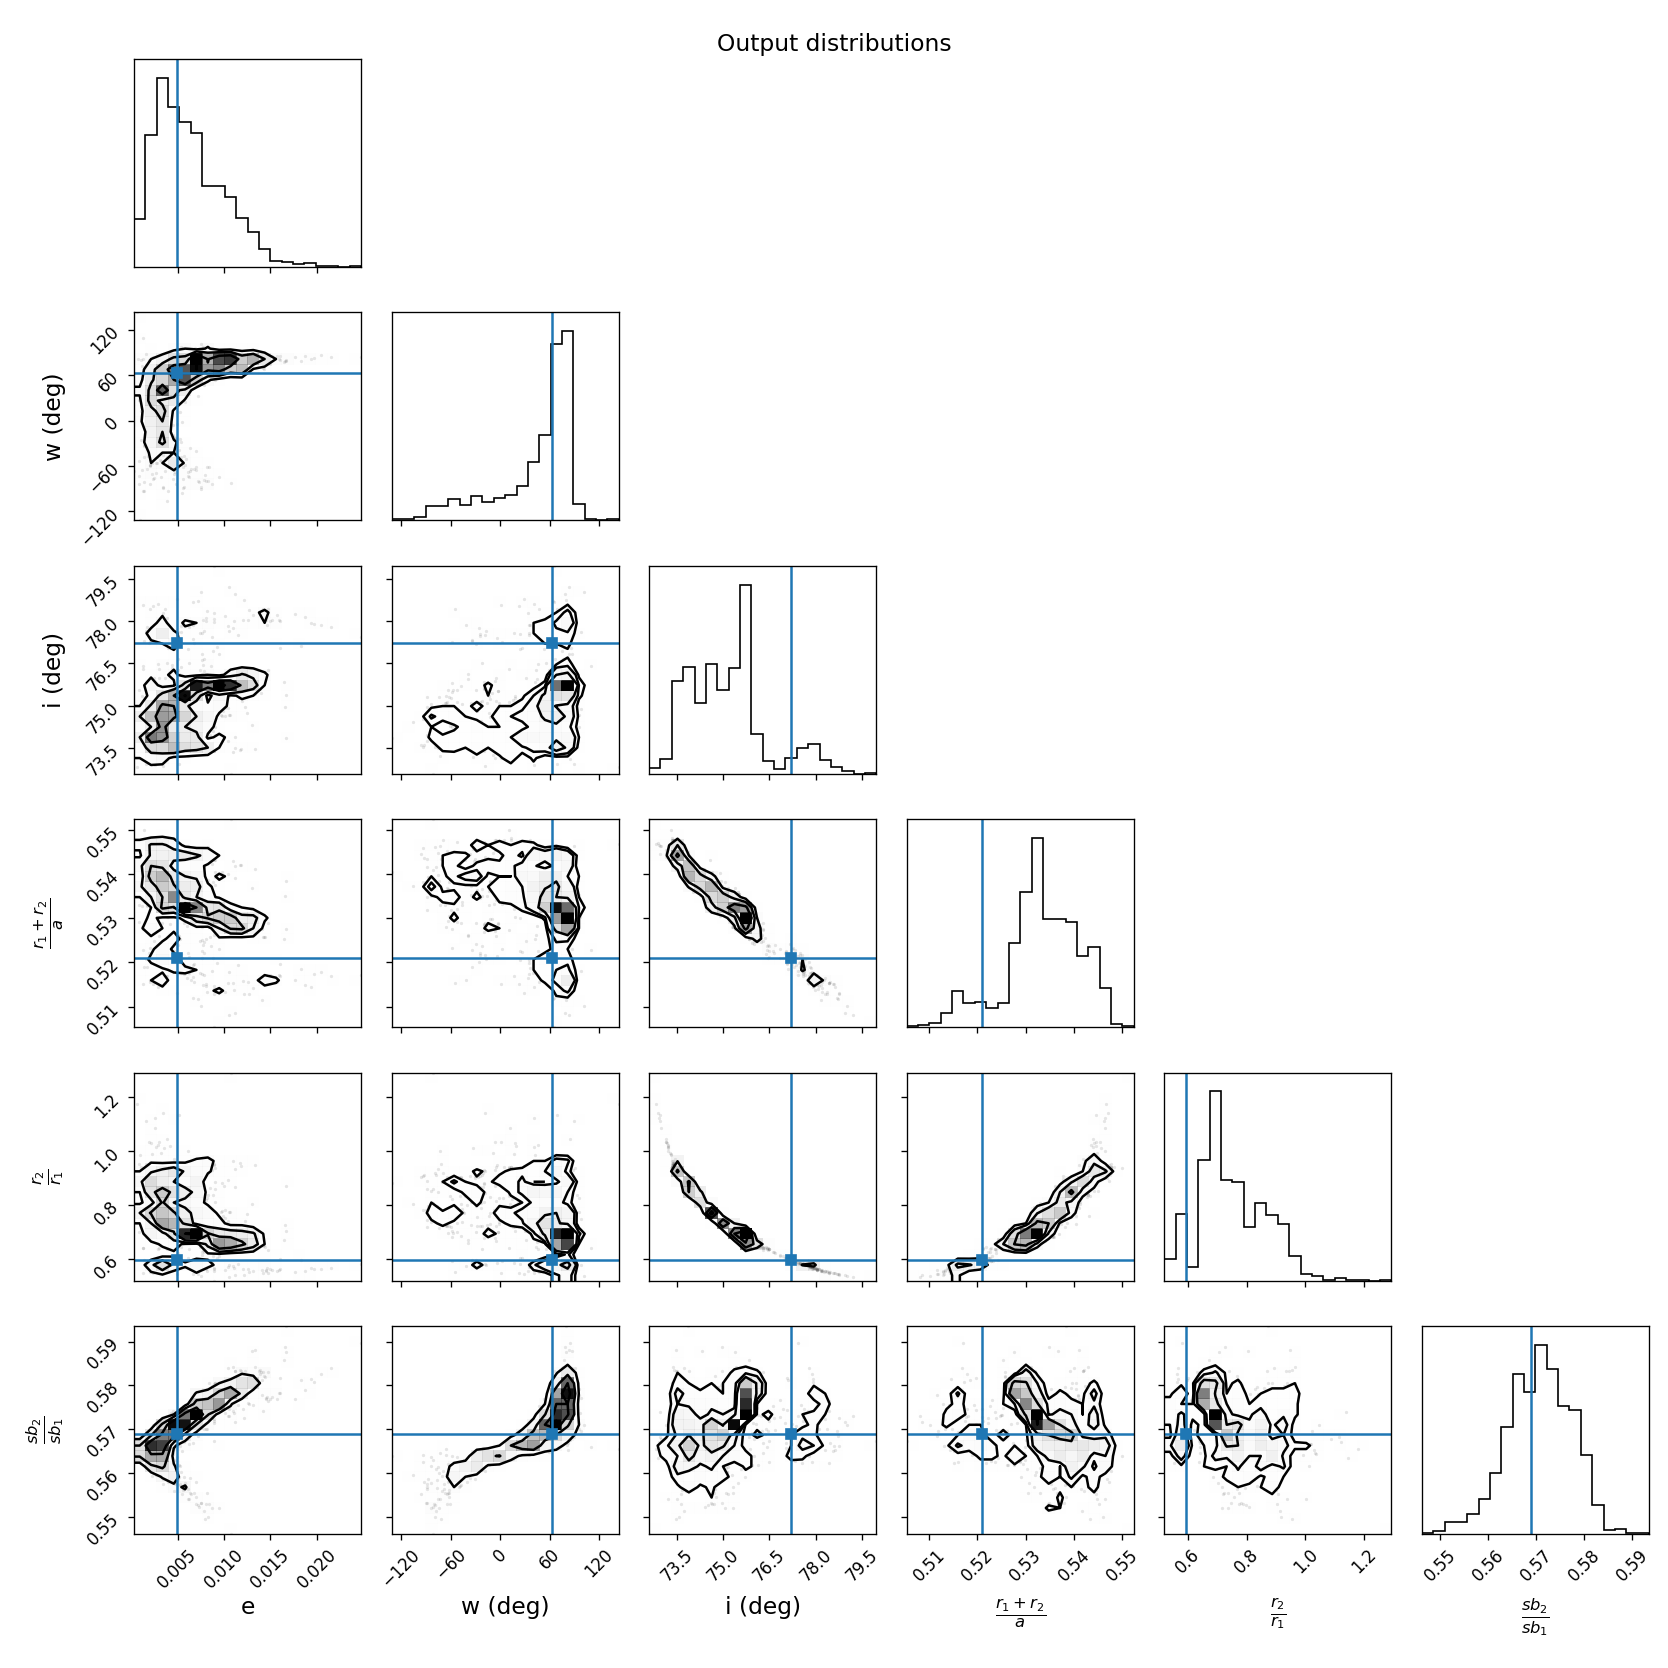 Output distributions
w (deg)
120
60
0
−60
−120
i (deg)
79.5
78.0
76.5
75.0
73.5
r₁ + r₂
a
0.55
0.54
0.53
0.52
0.51
r₂
r₁
1.2
1.0
0.8
0.6
sb₂
sb₁
0.59
0.58
0.57
0.56
0.55
0.005 0.010 0.015 0.020
−120 −60 0 60 120
73.5 75.0 76.5 78.0 79.5
0.51 0.52 0.53 0.54 0.55
0.6 0.8 1.0 1.2
0.55 0.56 0.57 0.58 0.59
e
w (deg)
i (deg)
r₁ + r₂
a
r₂
r₁
sb₂
sb₁